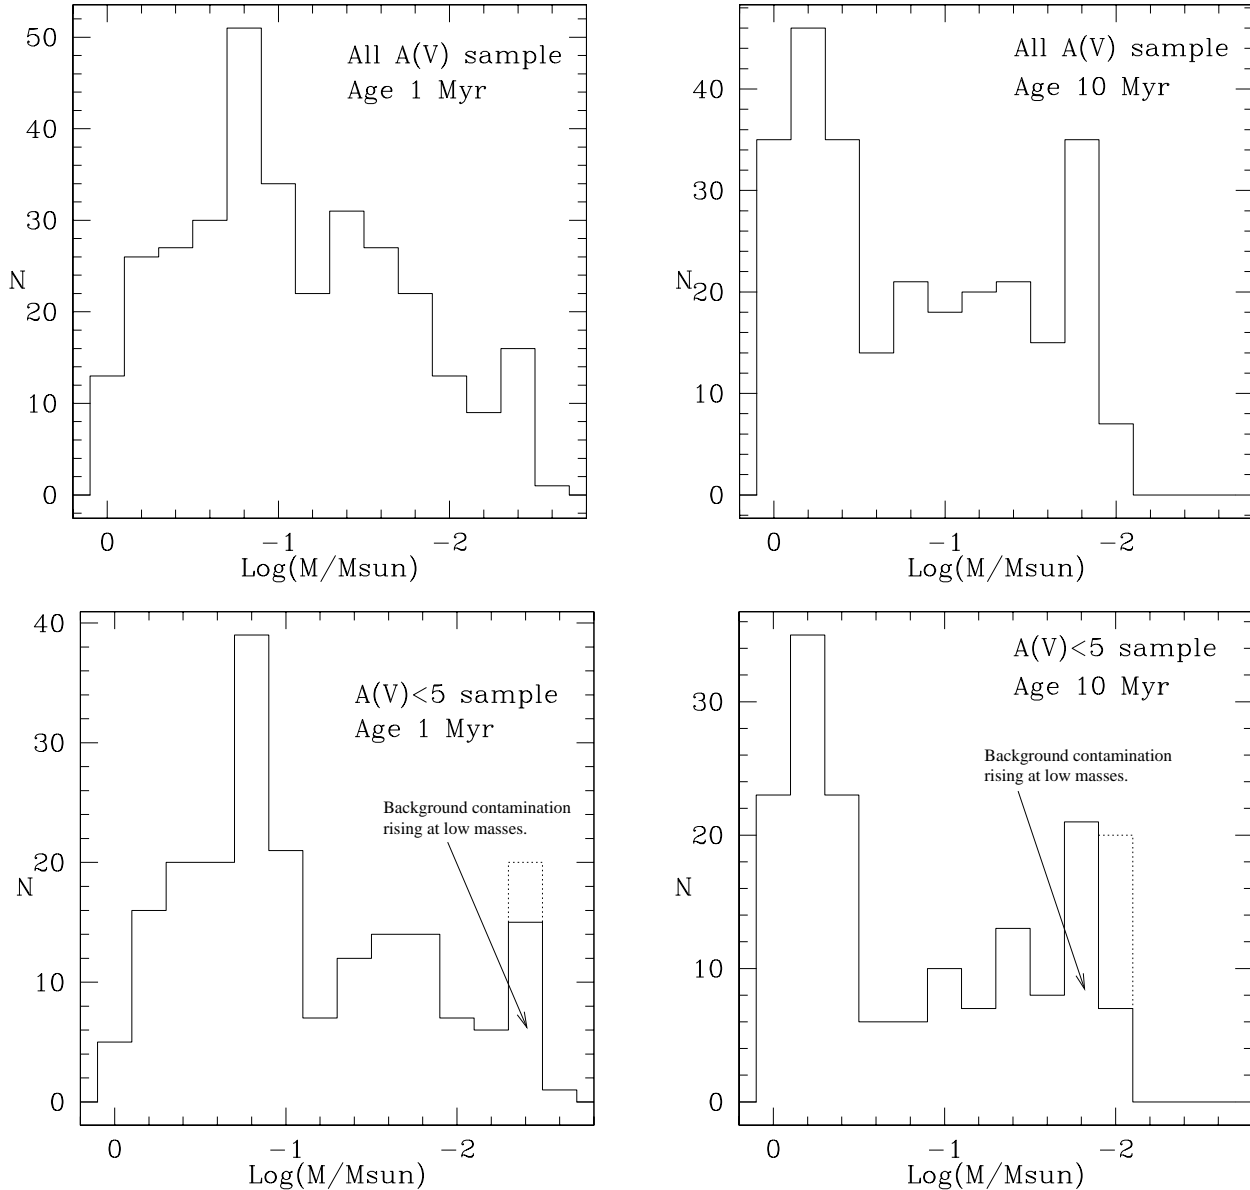 All A(V) sample
Age 1 Myr
50
40
30
20
10
0
N
0
-1
-2
Log(M/Msun)
All A(V) sample
Age 10 Myr
40
30
20
10
0
N
0
-1
-2
Log(M/Msun)
A(V)<5 sample
Age 1 Myr
Background contamination
rising at low masses.
40
30
20
10
0
N
0
-1
-2
Log(M/Msun)
A(V)<5 sample
Age 10 Myr
Background contamination
rising at low masses.
30
20
10
0
N
0
-1
-2
Log(M/Msun)